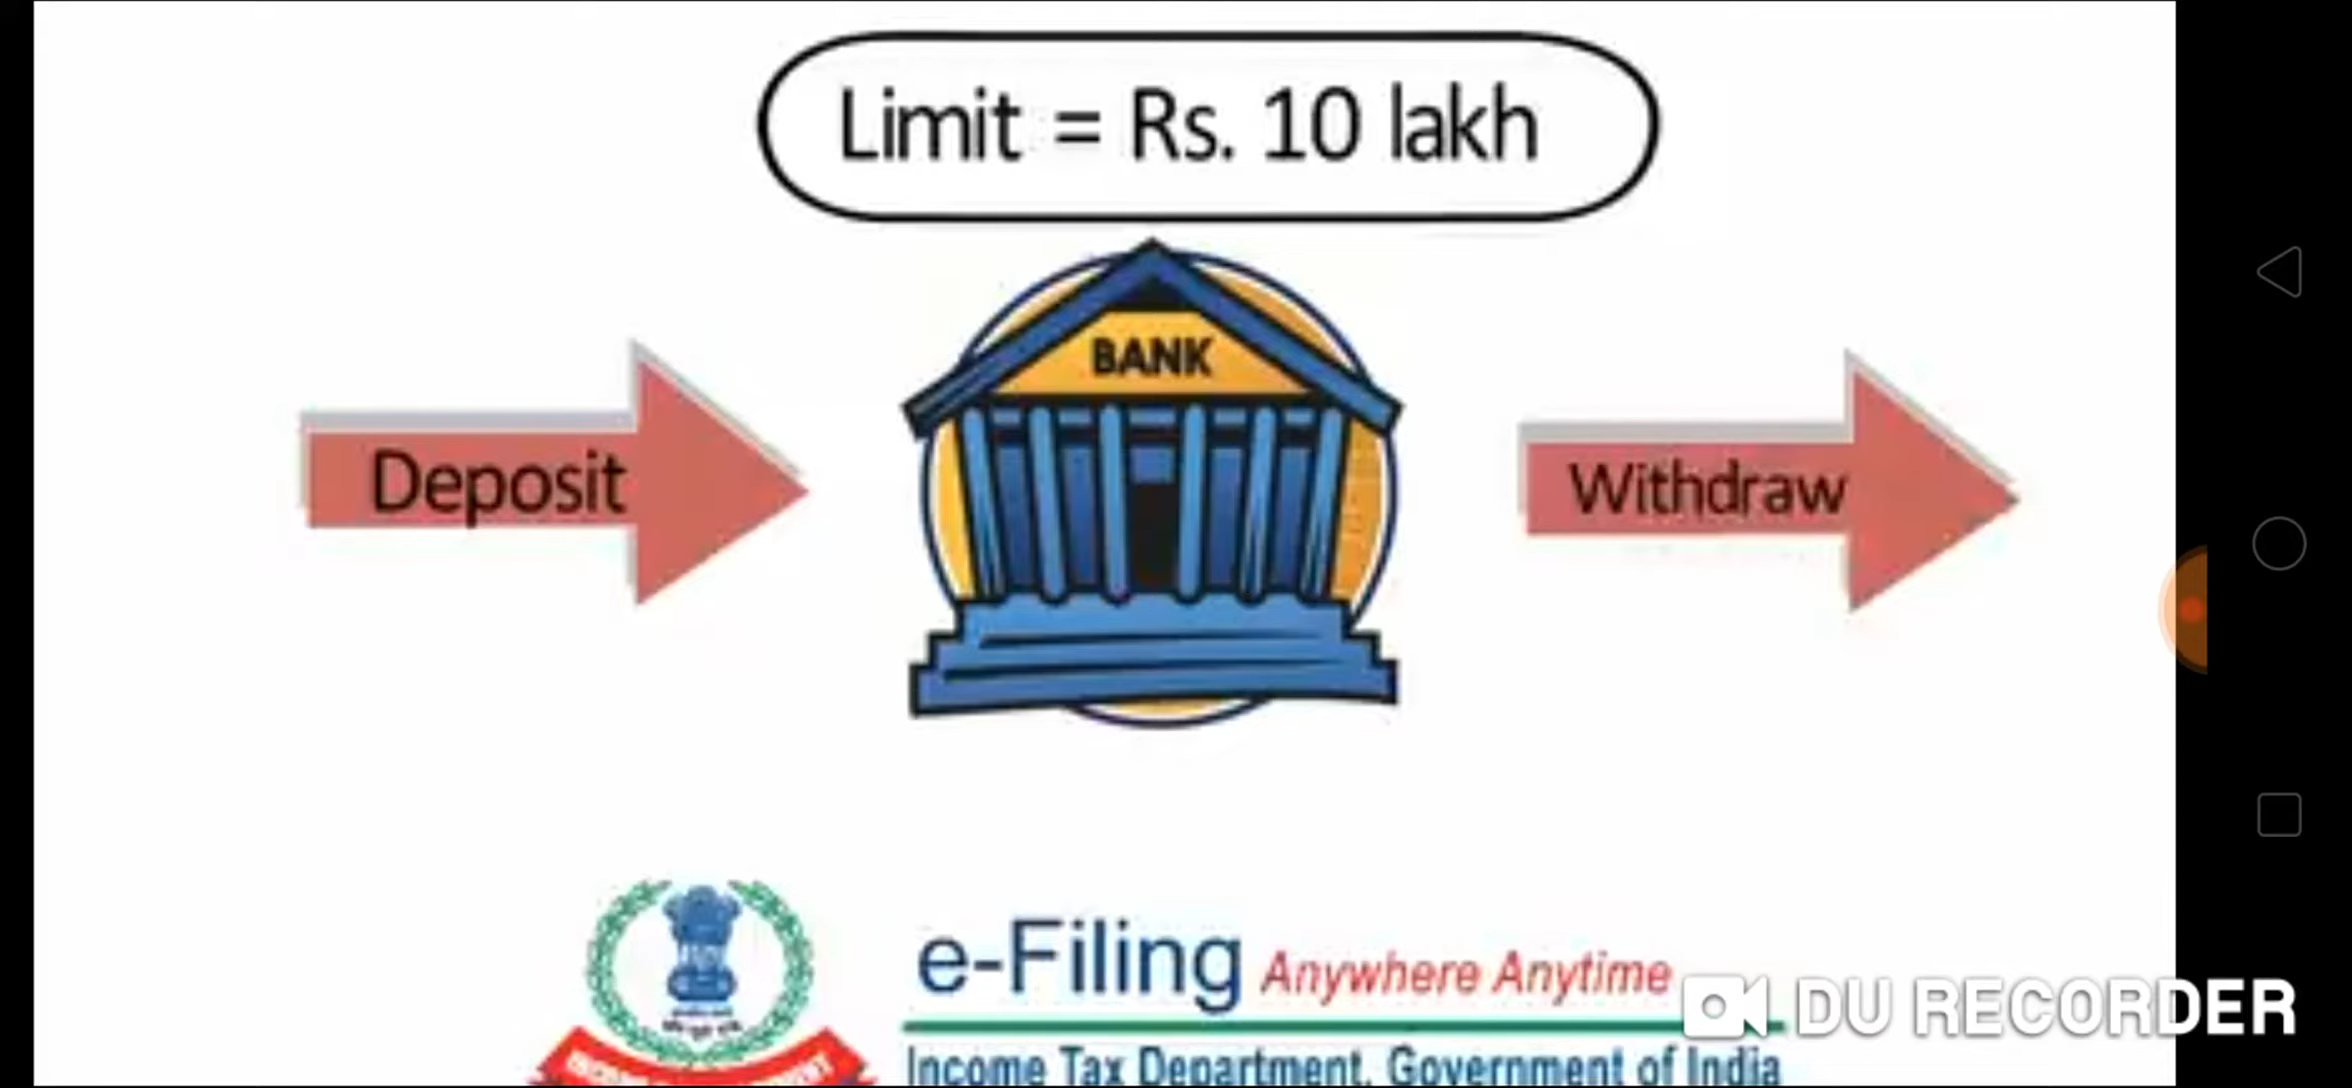 Limit = Rs. 10 lakh
BANK
Deposit
Withdraw
e-Filing Anywhere Anytime
DU RECORDER
Income Tax Department, Government of India